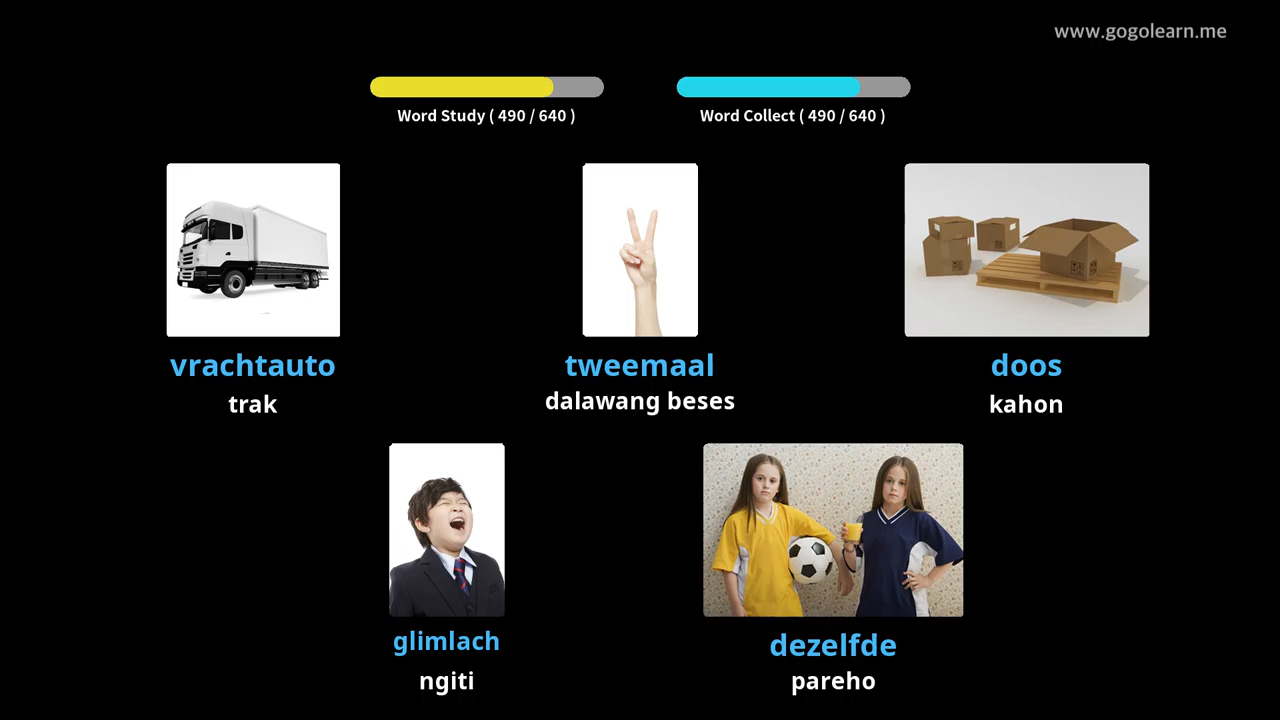 www.gogolearn.me
Word Study ( 490 / 640 )
Word Collect ( 490 / 640 )
vrachtauto
trak
tweemaal
dalawang beses
doos
kahon
glimlach
ngiti
dezelfde
pareho